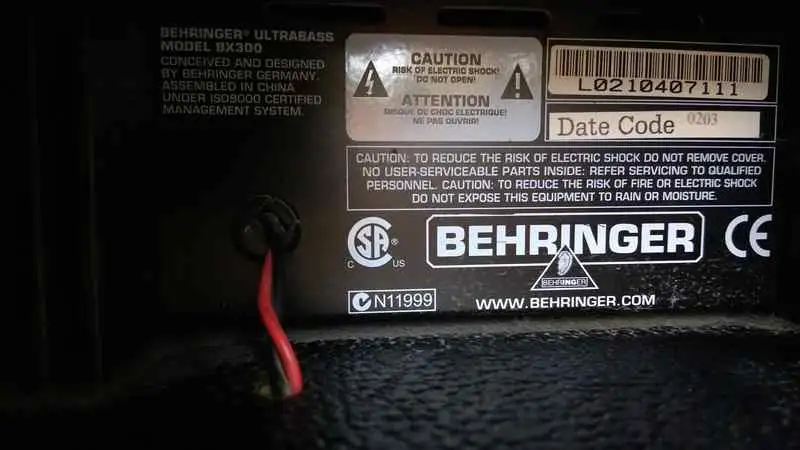 BEHRINGER® ULTRABASS
MODEL BX300
CONCEIVED AND DESIGNED
BY BEHRINGER GERMANY.
ASSEMBLED IN CHINA
UNDER ISO9000 CERTIFIED
MANAGEMENT SYSTEM.
CAUTION
RISK OF ELECTRIC SHOCK!
DO NOT OPEN!
ATTENTION
RISQUE DE CHOC ELECTRIQUE!
NE PAS OUVRIR!
L0210407111
Date Code 0203
CAUTION: TO REDUCE THE RISK OF ELECTRIC SHOCK DO NOT REMOVE COVER.
NO USER-SERVICEABLE PARTS INSIDE: REFER SERVICING TO QUALIFIED
PERSONNEL. CAUTION: TO REDUCE THE RISK OF FIRE OR ELECTRIC SHOCK
DO NOT EXPOSE THIS EQUIPMENT TO RAIN OR MOISTURE.
C SA ® US
BEHRINGER
BEHRINGER
CE
N11999
WWW.BEHRINGER.COM